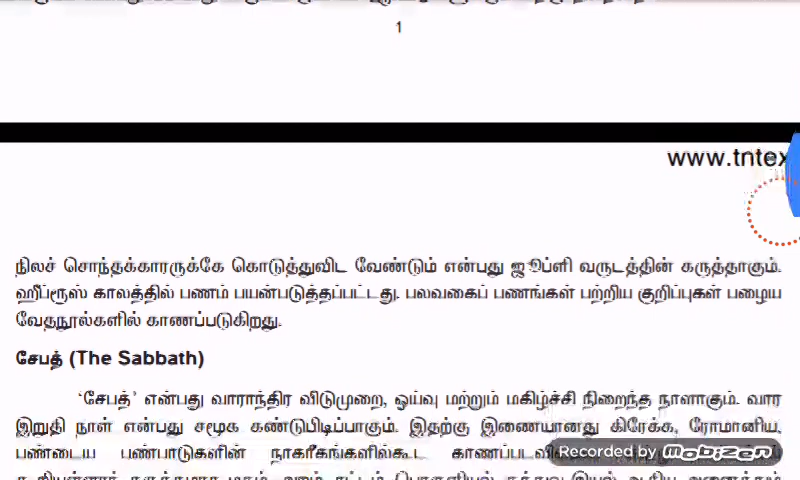 1
www.tntex
நிலச் சொந்தக்காரருக்கே கொடுத்துவிட வேண்டும் என்பது ஜூப்ளி வருடத்தின் கருத்தாகும்.
ஹீப்ரூஸ் காலத்தில் பணம் பயன்படுத்தப்பட்டது. பலவகைப் பணங்கள் பற்றிய குறிப்புகள் பழைய
வேதநூல்களில் காணப்படுகிறது.
சேபத் (The Sabbath)
‘சேபத்’ என்பது வாராந்திர விடுமுறை, ஓய்வு மற்றும் மகிழ்ச்சி நிறைந்த நாளாகும். வார
இறுதி நாள் என்பது சமூக கண்டுபிடிப்பாகும். இதற்கு இணையானது கிரேக்க, ரோமானிய,
பண்டைய பண்பாடுகளின் நாகரீகங்களில்கூட
Recorded by mobizen